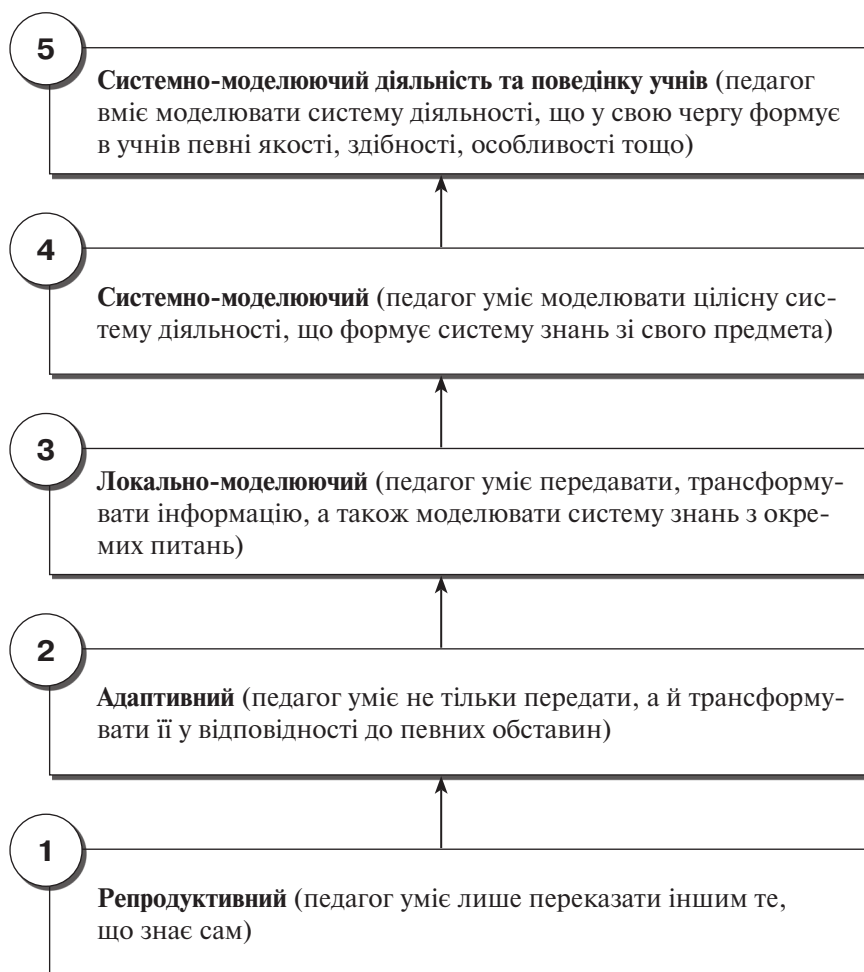 5
Системно-моделюючий діяльність та поведінку учнів (педагог
вміє моделювати систему діяльності, що у свою чергу формує
в учнів певні якості, здібності, особливості тощо)
4
Системно-моделюючий (педагог уміє моделювати цілісну сис-
тему діяльності, що формує систему знань зі свого предмета)
3
Локально-моделюючий (педагог уміє передавати, трансформу-
вати інформацію, а також моделювати систему знань з окре-
мих питань)
2
Адаптивний (педагог уміє не тільки передати, а й трансформу-
вати її у відповідності до певних обставин)
1
Репродуктивний (педагог уміє лише переказати іншим те,
що знає сам)